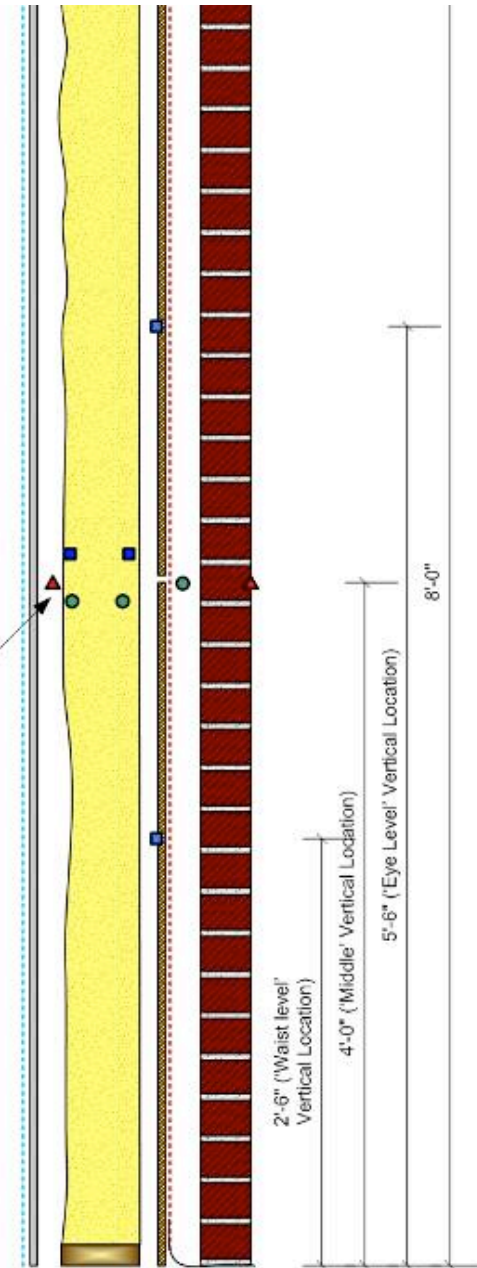 2'-6" ('Waist level'
Vertical Location)
4'-0" ('Middle' Vertical Location)
5'-6" ('Eye Level' Vertical Location)
8'-0"